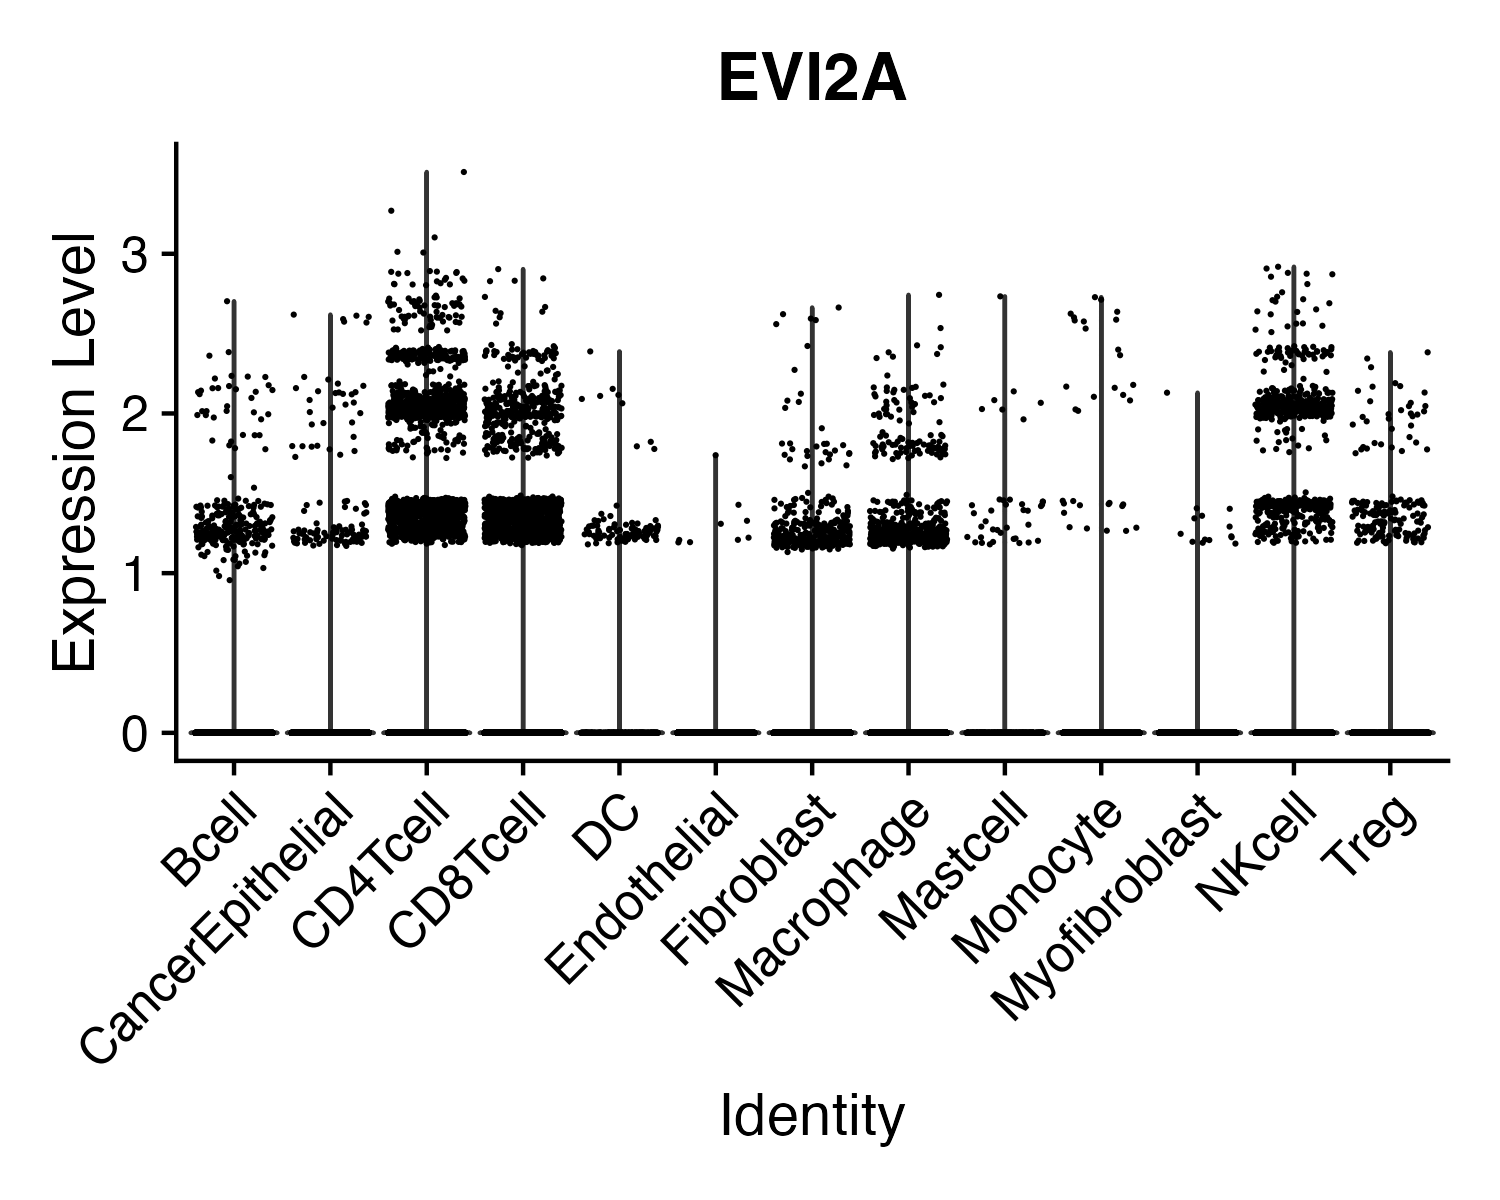 EVI2A
Expression Level
3
2
1
0
Bcell
CancerEpithelial
CD4Tcell
CD8Tcell
DC
Endothelial
Fibroblast
Macrophage
Mastcell
Monocyte
Myofibroblast
NKcell
Treg
Identity